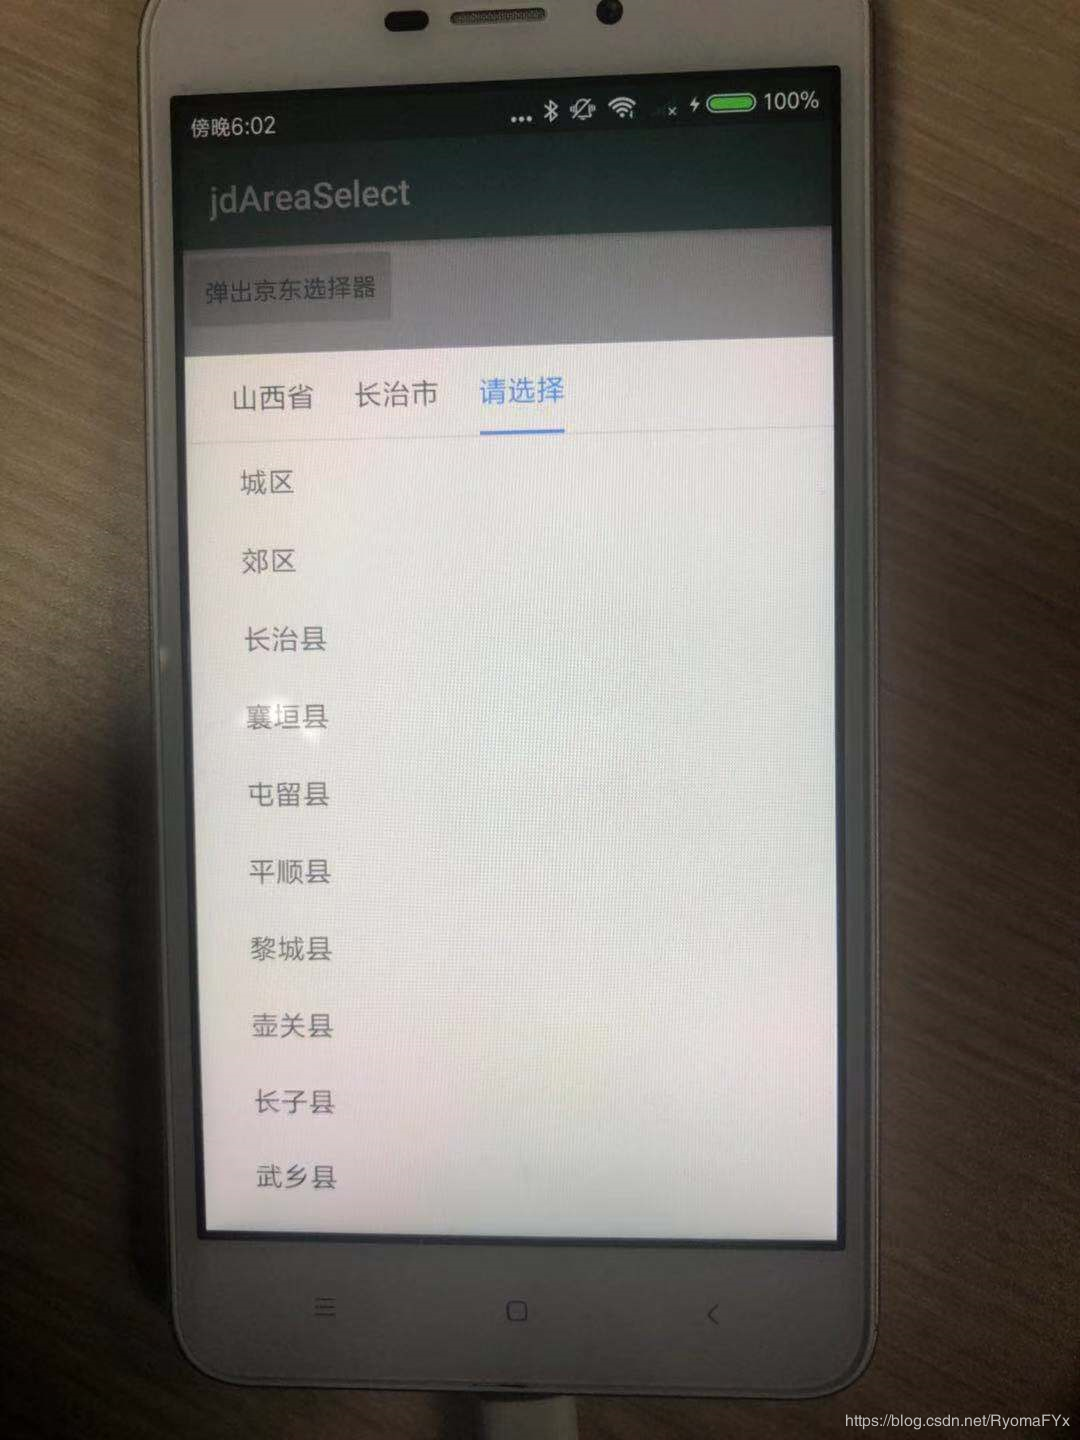 傍晚6:02
100%
jdAreaSelect
弹出京东选择器
山西省 长治市 请选择
城区
郊区
长治县
襄垣县
屯留县
平顺县
黎城县
壶关县
长子县
武乡县
https://blog.csdn.net/RyomaFYx